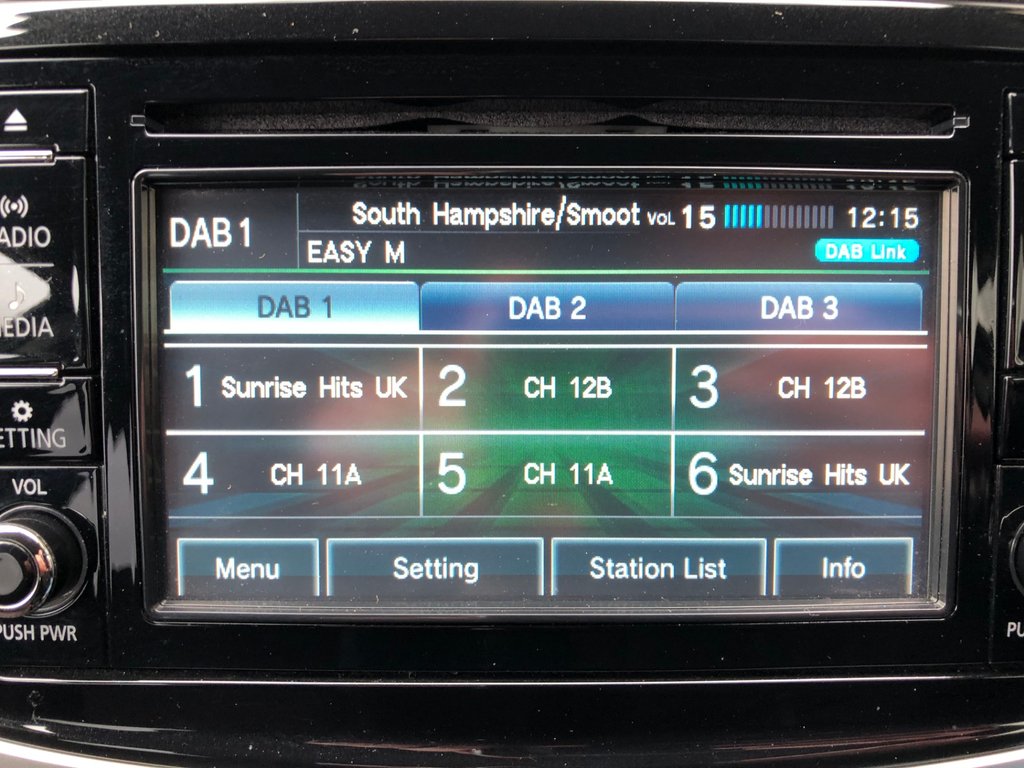 DAB 1
South Hampshire/Smoot VOL 15 12:15
EASY M
DAB Link
DAB 1 DAB 2 DAB 3
1 Sunrise Hits UK 2 CH 12B 3 CH 12B
4 CH 11A 5 CH 11A 6 Sunrise Hits UK
Menu Setting Station List Info
ADIO
EDIA
ETTING
VOL
PUSH PWR
PU